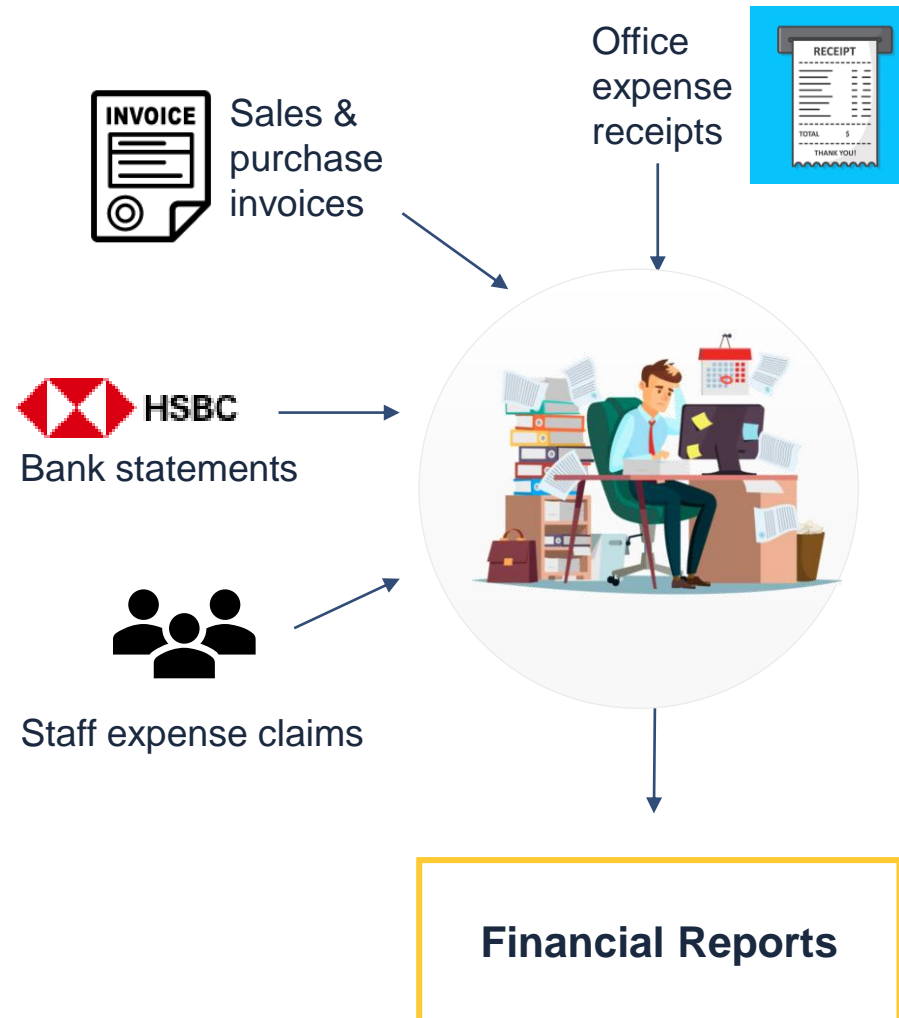 Office
expense
receipts
RECEIPT
TOTAL $
THANK YOU!
INVOICE
Sales &
purchase
invoices
HSBC
Bank statements
Staff expense claims
Financial Reports